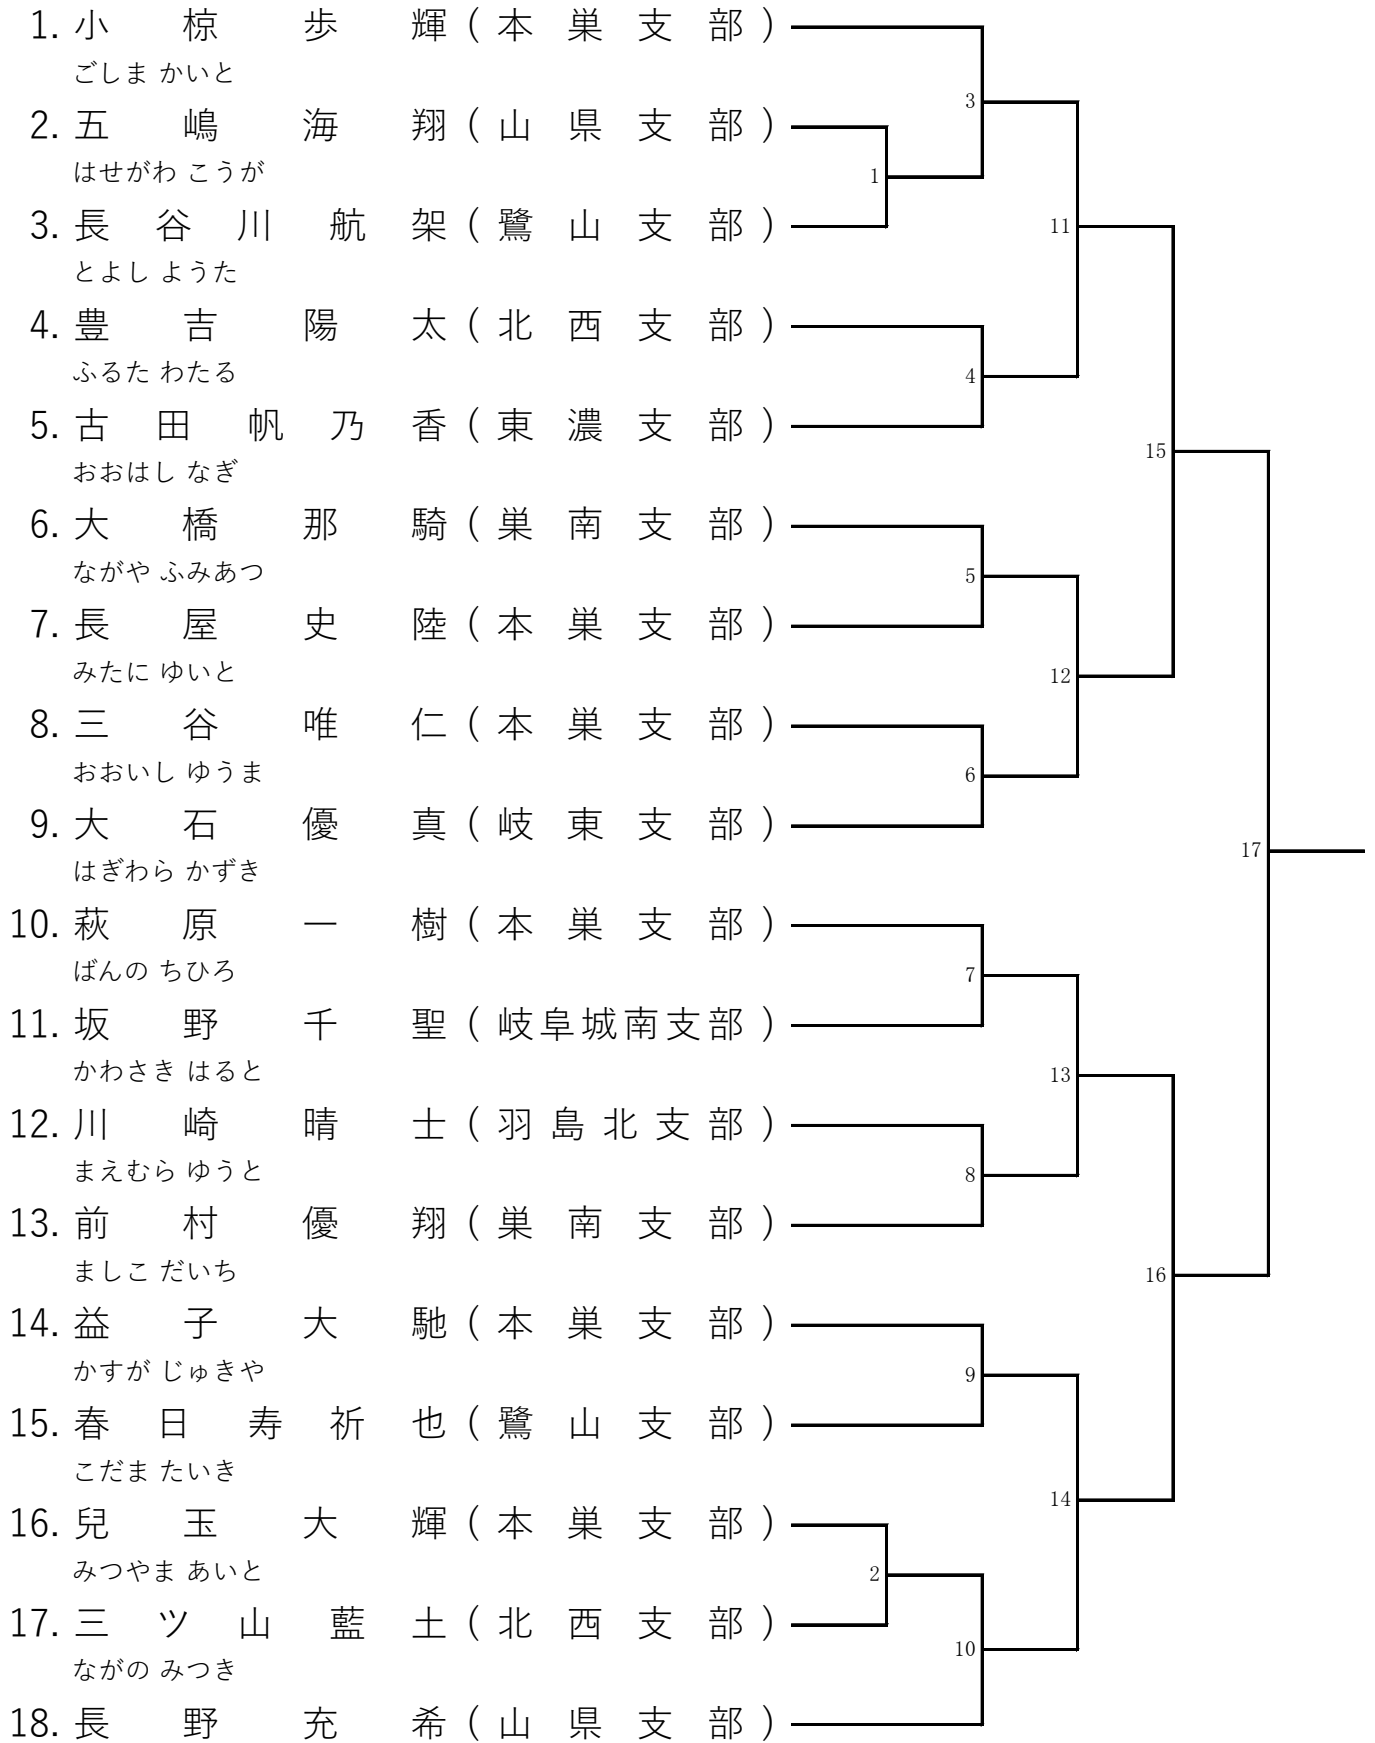 1. 小椋歩輝(本巣支部)
ごしま かいと
3
2. 五嶋海翔(山県支部)
はせがわ こうが
1
3. 長谷川航架(鷺山支部)
11
とよし ようた
4. 豊吉陽太(北西支部)
ふるた わたる
4
5. 古田帆乃香(東濃支部)
15
おおはし なぎ
6. 大橋那騎(巣南支部)
ながや ふみあつ
5
7. 長屋史陸(本巣支部)
みたに ゆいと
12
8. 三谷唯仁(本巣支部)
おおいし ゆうま
6
9. 大石優真(岐東支部)
17
はぎわら かずき
10. 萩原一樹(本巣支部)
ばんの ちひろ
7
11. 坂野千聖(岐阜城南支部)
かわさき はると
13
12. 川崎晴士(羽島北支部)
まえむら ゆうと
8
13. 前村優翔(巣南支部)
ましこ だいち
16
14. 益子大馳(本巣支部)
かすが じゅきや
9
15. 春日寿祈也(鷺山支部)
こだま たいき
14
16. 兒玉大輝(本巣支部)
みつやま あいと
2
17. 三ツ山藍土(北西支部)
10
ながの みつき
18. 長野充希(山県支部)